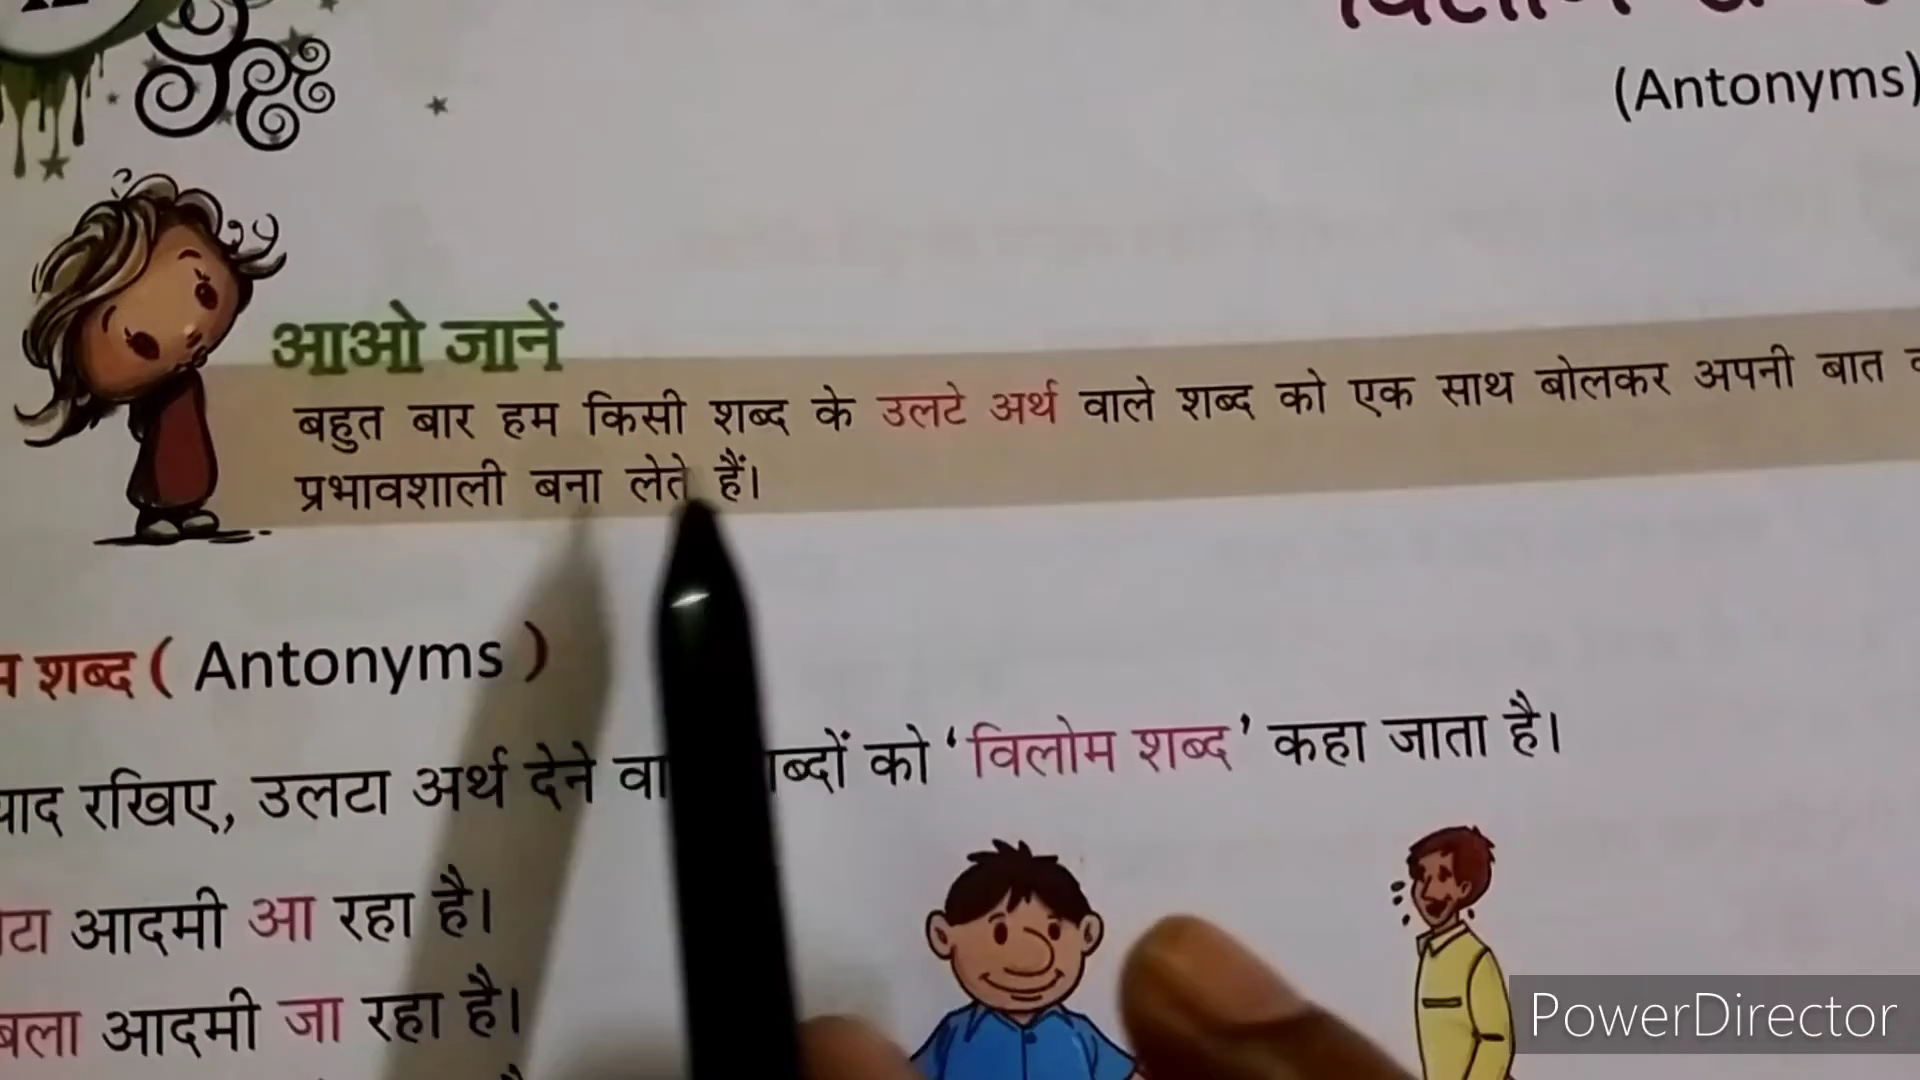 (Antonyms)
आओ जानें
बहुत बार हम किसी शब्द के उलटे अर्थ वाले शब्द को एक साथ बोलकर अपनी बात
प्रभावशाली बना लेते हैं।
शब्द ( Antonyms )
रखिए, उलटा अर्थ देने को ‘विलोम शब्द’ कहा जाता है।
आदमी आ रहा है।
आदमी जा रहा है।
PowerDirector